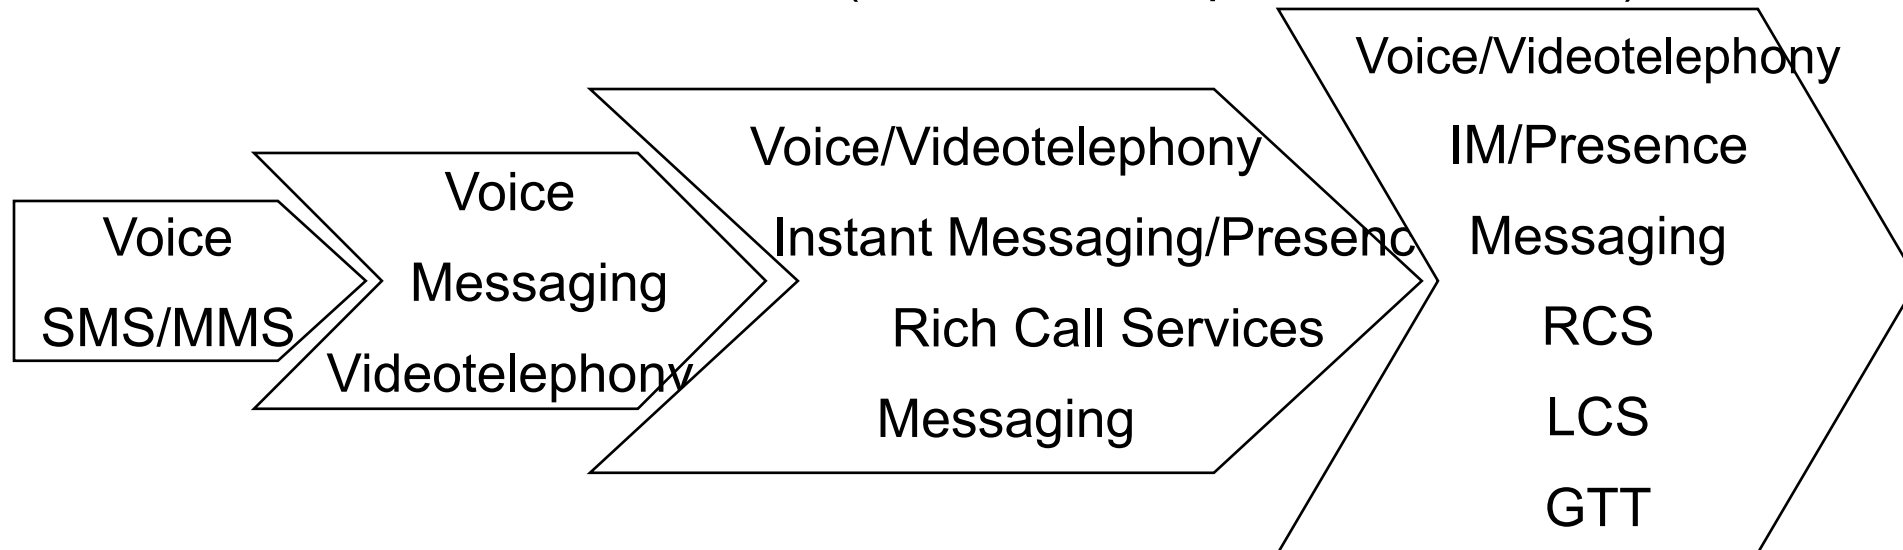 Voice
SMS/MMS
Voice
Messaging
Videotelephony
Voice/Videotelephony
Instant Messaging/Presenc
Rich Call Services
Messaging
Voice/Videotelephony
IM/Presence
Messaging
RCS
LCS
GTT